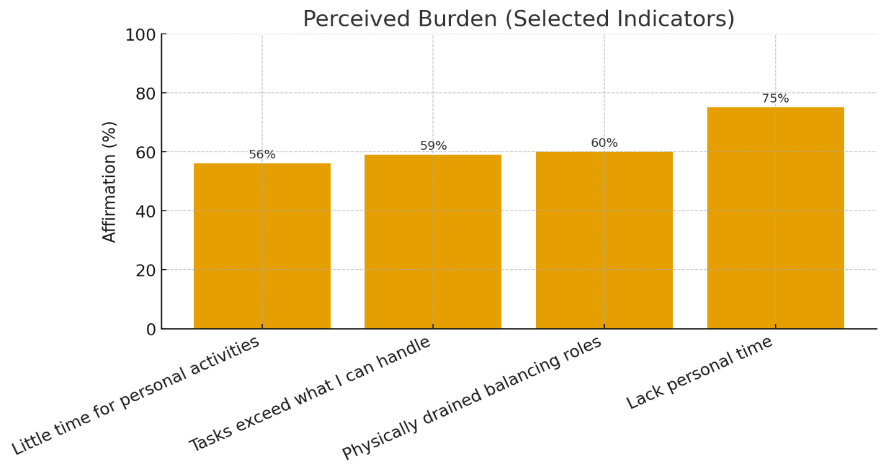 Perceived Burden (Selected Indicators)
Affirmation (%)
100
80
60
40
20
0
56%
59%
60%
75%
Little time for personal activities
Tasks exceed what I can handle
Physically drained balancing roles
Lack personal time